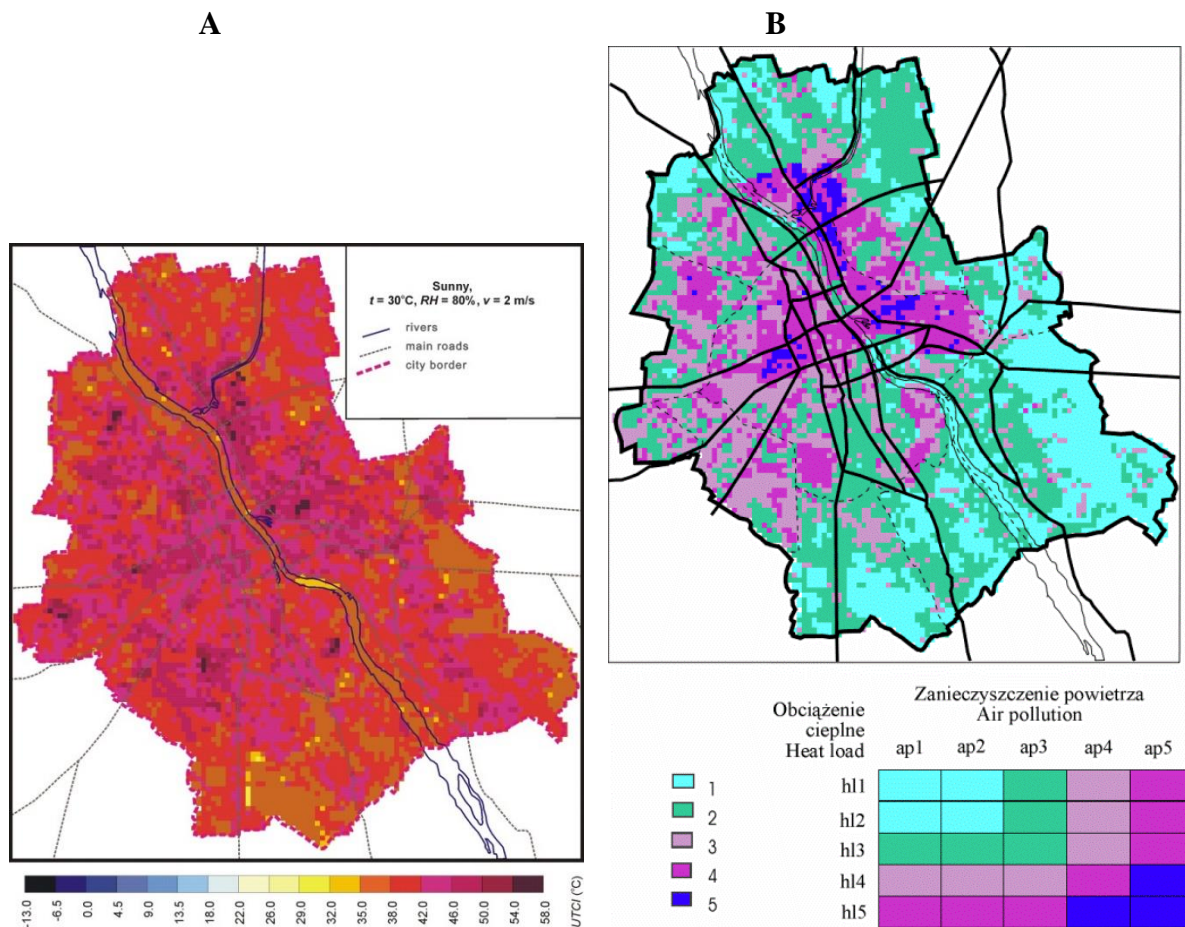 A
B
Sunny,
t = 30°C, RH = 80%, v = 2 m/s
rivers
main roads
city border
-13.0
-6.5
0.0
4.5
9.0
13.5
18.0
22.0
26.0
30.0
32.0
35.0
38.0
42.0
46.0
50.0
54.0
58.0
UTCI (°C)
Obciążenie
cieplne
Heat load
Zanieczyszczenie powietrza
Air pollution
ap1 ap2 ap3 ap4 ap5
1
2
3
4
5
hl1
hl2
hl3
hl4
hl5